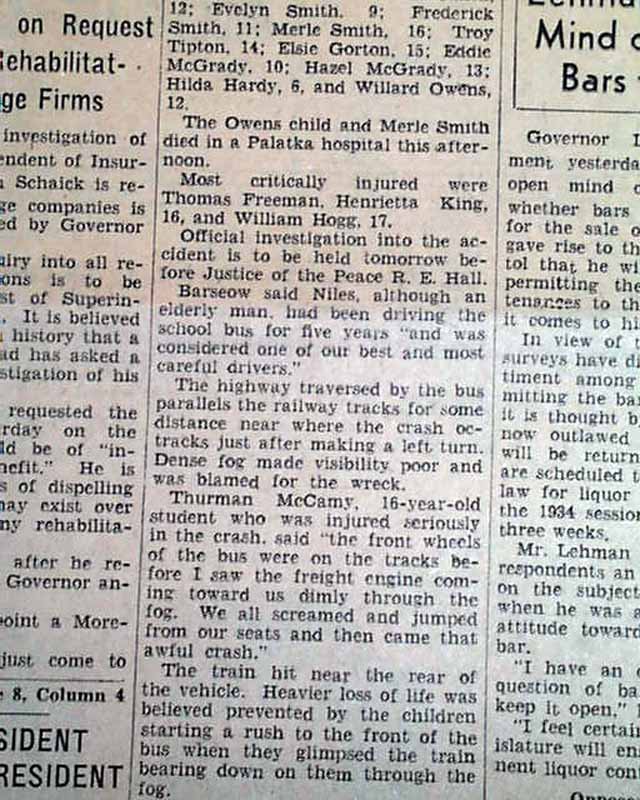 on Request
Rehabilitat-
ge Firms
investigation of
endent of Insur-
Schaick is re-
ge companies is
ed by Governor
uiry into all re-
ons is to be
st of Superin-
It is believed
history that a
ad has asked a
stigation of his
requested the
rday on the
ld be of "in-
nefit." He is
s of dispelling
may exist over
ny rehabilita-
after he re-
Governor an-
point a More-
just come to
8, Column 4
SIDENT
RESIDENT
12; Evelyn Smith, 9; Frederick
Smith, 11; Merle Smith, 16; Troy
Tipton, 14; Elsie Gorton, 15; Eddie
McGrady, 10; Hazel McGrady, 13;
Hilda Hardy, 6, and Willard Owens,
12.
The Owens child and Merle Smith
died in a Palatka hospital this after-
noon.
Most critically injured were
Thomas Freeman, Henrietta King,
16, and William Hogg, 17.
Official investigation into the ac-
cident is to be held tomorrow be-
fore Justice of the Peace R. E. Hall.
Barseow said Niles, although an
elderly man, had been driving the
school bus for five years "and was
considered one of our best and most
careful drivers."
The highway traversed by the bus
parallels the railway tracks for some
distance near where the crash oc-
tracks just after making a left turn.
Dense fog made visibility poor and
was blamed for the wreck.
Thurman McCamy, 16-year-old
student who was injured seriously
in the crash, said "the front wheels
of the bus were on the tracks be-
fore I saw the freight engine com-
ing toward us dimly through the
fog. We all screamed and jumped
from our seats and then came that
awful crash."
The train hit near the rear of
the vehicle. Heavier loss of life was
believed prevented by the children
starting a rush to the front of the
bus when they glimpsed the train
bearing down on them through the
fog.
Mind o
Bars
Governor L
ment yesterda
open mind o
whether bars
for the sale o
gave rise to th
tol that he wi
permitting the
tenances to th
it comes to hi
In view of t
surveys have di
timent among
mitting the ba
it is thought b
now outlawed
will be return
are scheduled t
law for liquor
the 1934 session
three weeks.
Mr. Lehman
respondents an
on the subject
when he was a
attitude toward
bar.
"I have an o
question of ba
keep it open,"
"I feel certain
islature will en
nent liquor con